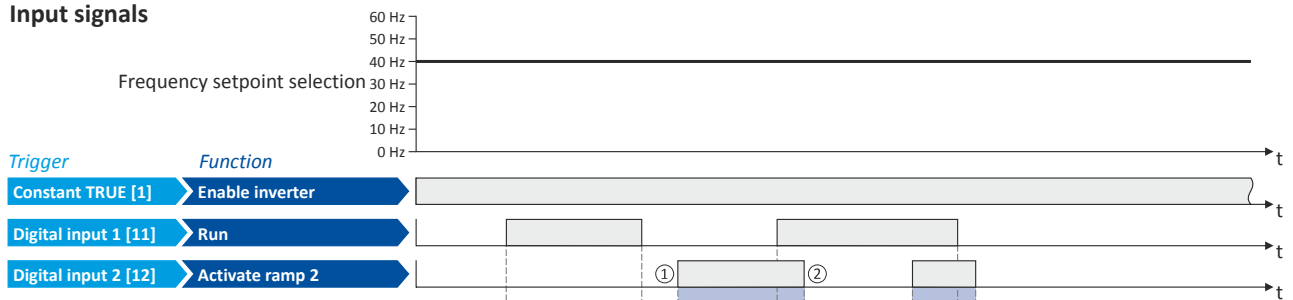 Input signals
60 Hz
50 Hz
40 Hz
Frequency setpoint selection 30 Hz
20 Hz
10 Hz
0 Hz
t
Trigger Function
Constant TRUE [1] Enable inverter
t
Digital input 1 [11] Run
t
Digital input 2 [12] Activate ramp 2 ① ②
t